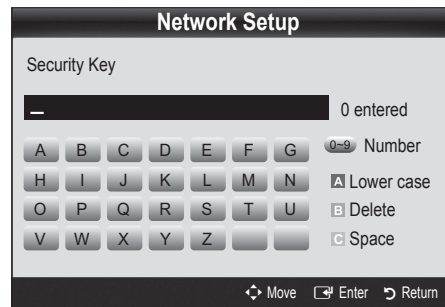 Network Setup
Security Key
_ 0 entered
A B C D E F G 0~9 Number
H I J K L M N A Lower case
O P Q R S T U B Delete
V W X Y Z C Space
Move Enter Return